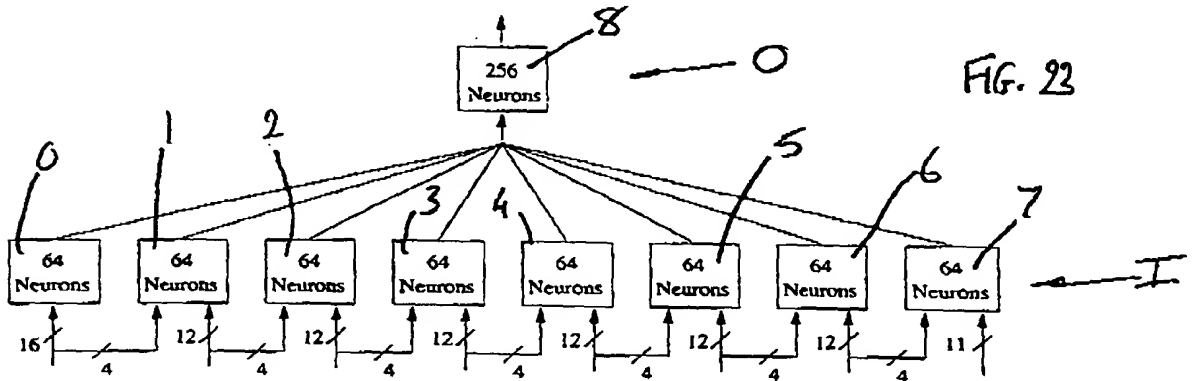 8
256
Neurons
O
FIG. 23
0 1 2 3 4 5 6 7
64 64 64 64 64 64 64 64
Neurons Neurons Neurons Neurons Neurons Neurons Neurons Neurons
I
16 12 12 12 12 12 12 11
4 4 4 4 4 4 4